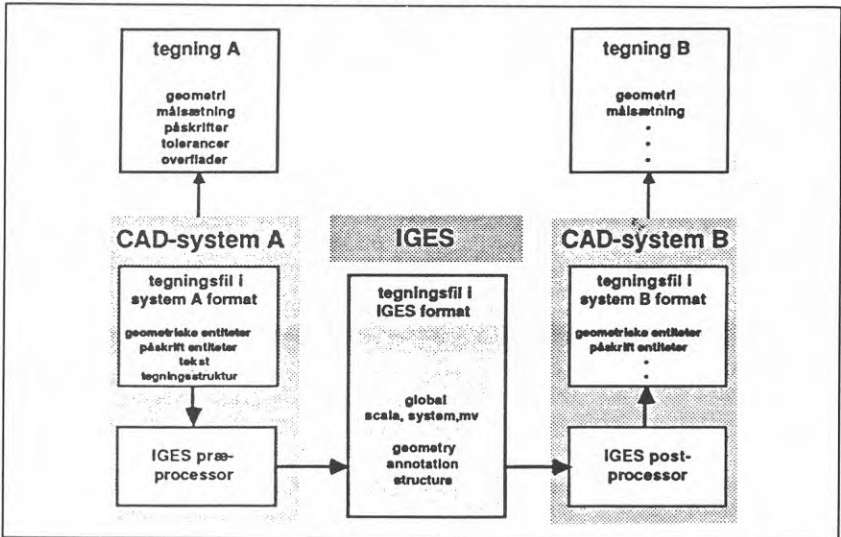 tegning A
geometri
målsætning
påskrifter
tolerancer
overflader
tegning B
geometri
målsætning
.
.
.
CAD-system A
tegningsfil i
system A format
geometriske entiteter
påskrift entiteter
tekst
tegningsstruktur
IGES præ-
processor
IGES
tegningsfil i
IGES format
global
scala, system,mv
geometry
annotation
structure
CAD-system B
tegningsfil i
system B format
geometriske entiteter
påskrift entiteter
.
.
IGES post-
processor